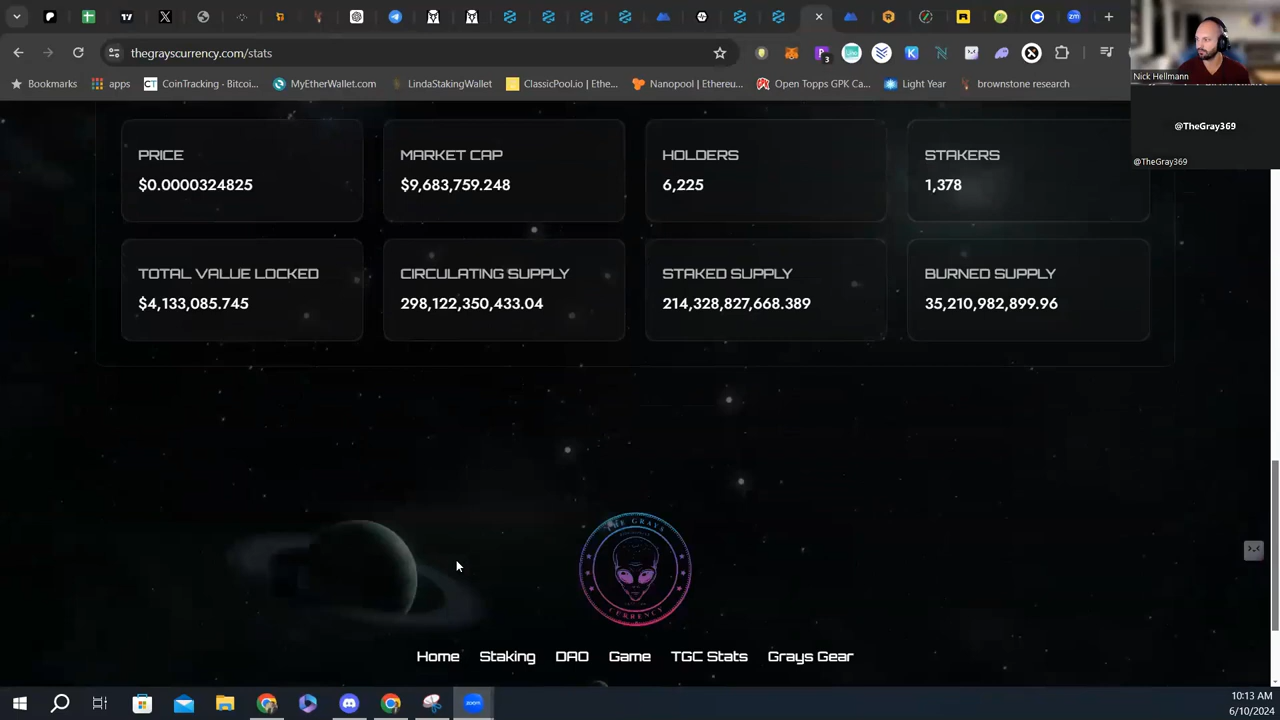 thegrayscurrency.com/stats
Bookmarks apps CoinTracking - Bitcoi... MyEtherWallet.com LindaStakingWallet ClassicPool.io | Ethe... Nanopool | Ethereu... Open Topps GPK Ca... Light Year brownstone research
Nick Hellmann
@TheGray369
@TheGray369
PRICE
$0.0000324825
MARKET CAP
$9,683,759.248
HOLDERS
6,225
STAKERS
1,378
TOTAL VALUE LOCKED
$4,133,085.745
CIRCULATING SUPPLY
298,122,350,433.04
STAKED SUPPLY
214,328,827,668.389
BURNED SUPPLY
35,210,982,899.96
THE GRAYS
CURRENCY
Home Staking DAO Game TGC Stats Grays Gear
zoom
10:13 AM
6/10/2024